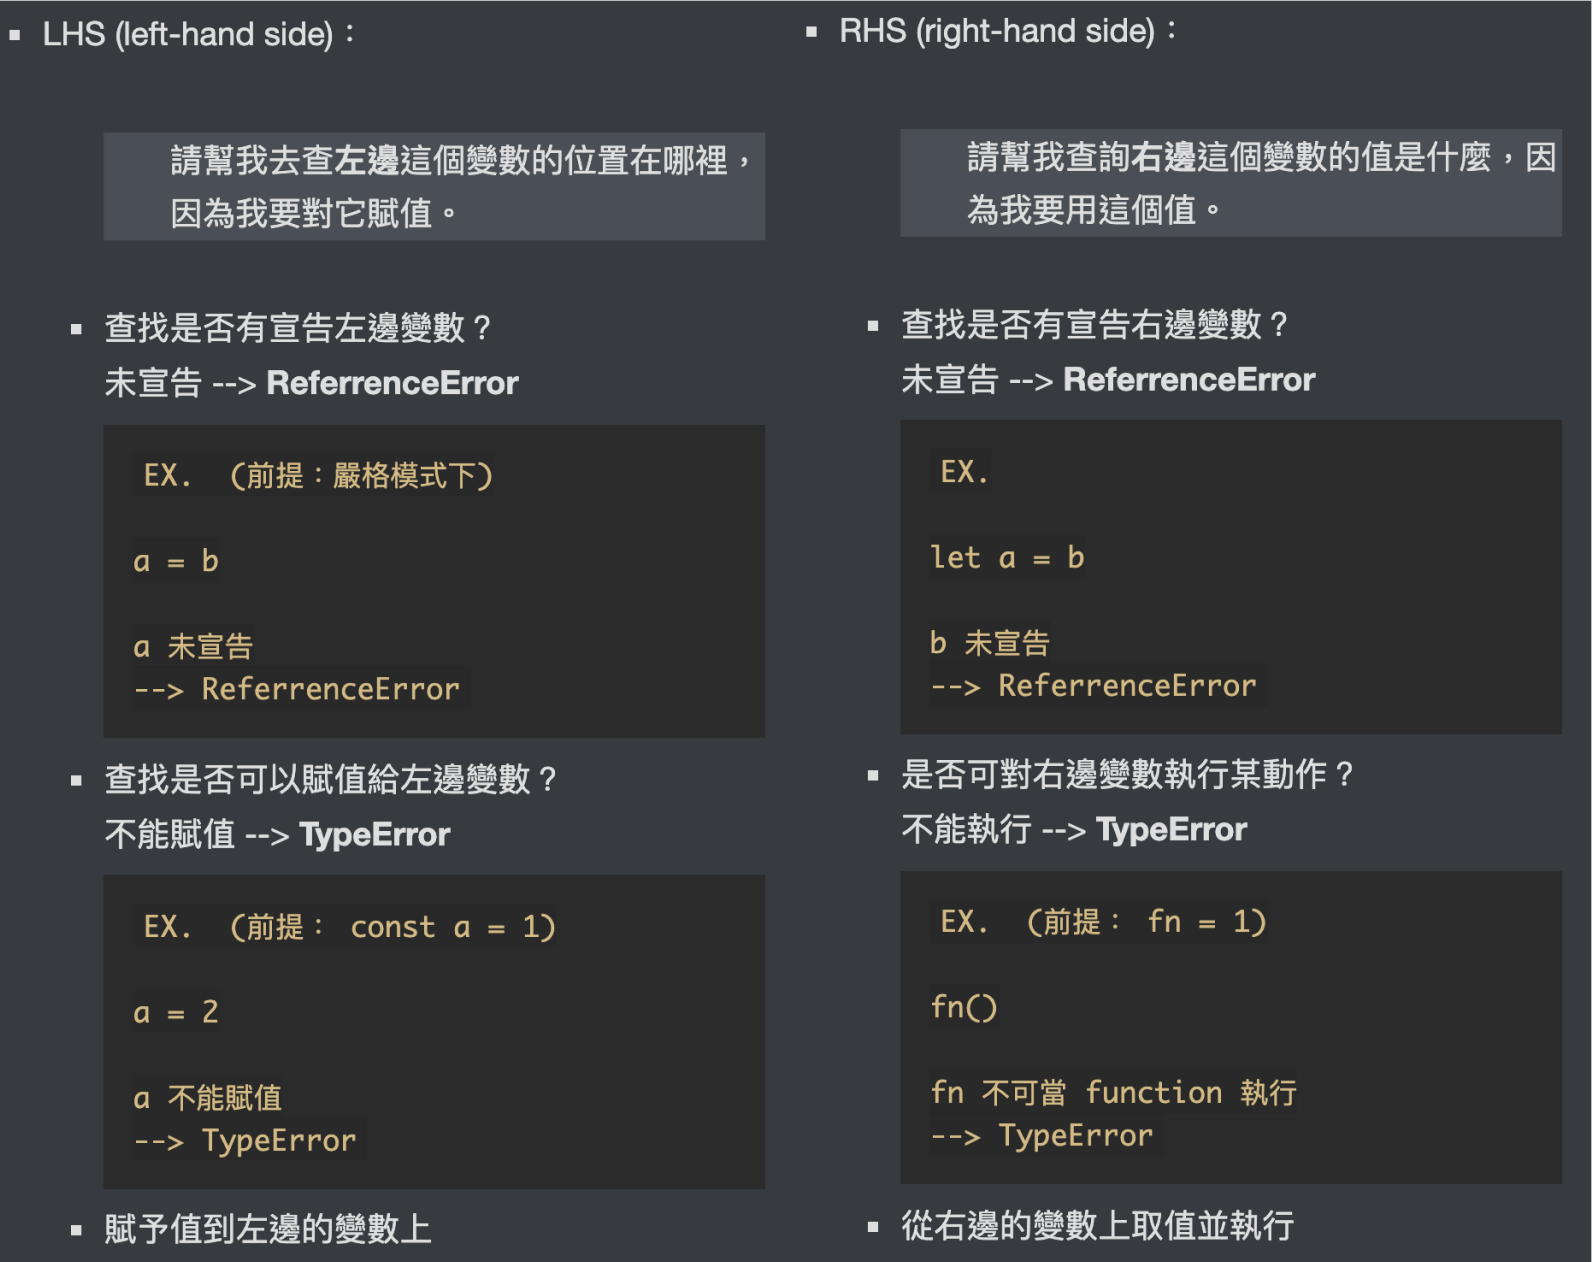 ▪ LHS (left-hand side)：
請幫我去查左邊這個變數的位置在哪裡，
因為我要對它賦值。
▪ 查找是否有宣告左邊變數？
未宣告 --> ReferrenceError
EX. (前提：嚴格模式下)
a = b
a 未宣告
--> ReferrenceError
▪ 查找是否可以賦值給左邊變數？
不能賦值 --> TypeError
EX. (前提： const a = 1)
a = 2
a 不能賦值
--> TypeError
▪ 賦予值到左邊的變數上
▪ RHS (right-hand side)：
請幫我查詢右邊這個變數的值是什麼，因
為我要用這個值。
▪ 查找是否有宣告右邊變數？
未宣告 --> ReferrenceError
EX.
let a = b
b 未宣告
--> ReferrenceError
▪ 是否可對右邊變數執行某動作？
不能執行 --> TypeError
EX. (前提： fn = 1)
fn()
fn 不可當 function 執行
--> TypeError
▪ 從右邊的變數上取值並執行